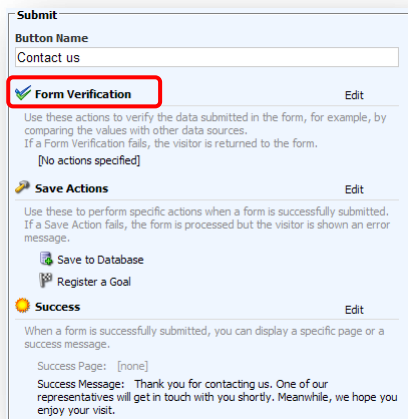 Submit
Button Name
Contact us
Form Verification Edit
Use these actions to verify the data submitted in the form, for example, by
comparing the values with other data sources.
If a Form Verification fails, the visitor is returned to the form.
[No actions specified]
Save Actions Edit
Use these to perform specific actions when a form is successfully submitted.
If a Save Action fails, the form is processed but the visitor is shown an error
message.
Save to Database
Register a Goal
Success Edit
When a form is successfully submitted, you can display a specific page or a
success message.
Success Page: [none]
Success Message: Thank you for contacting us. One of our
representatives will get in touch with you shortly. Meanwhile, we hope you
enjoy your visit.